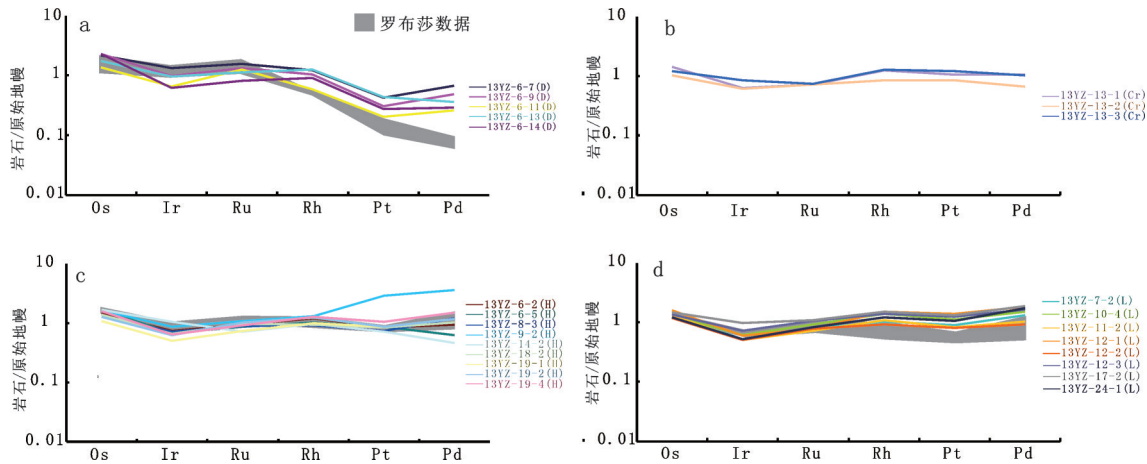 a
罗布莎数据
10
1
0.1
0.01
岩石/原始地幔
Os Ir Ru Rh Pt Pd
13YZ-6-7(D)
13YZ-6-9(D)
13YZ-6-11(D)
13YZ-6-13(D)
13YZ-6-14(D)
b
10
1
0.1
0.01
岩石/原始地幔
Os Ir Ru Rh Pt Pd
13YZ-13-1(Cr)
13YZ-13-2(Cr)
13YZ-13-3(Cr)
c
10
1
0.1
0.01
岩石/原始地幔
Os Ir Ru Rh Pt Pd
13YZ-6-2(H)
13YZ-6-5(H)
13YZ-8-3(H)
13YZ-9-2(H)
13YZ-14-2(H)
13YZ-18-2(H)
13YZ-19-1(H)
13YZ-19-2(H)
13YZ-19-4(H)
d
10
1
0.1
0.01
岩石/原始地幔
Os Ir Ru Rh Pt Pd
13YZ-7-2(L)
13YZ-10-4(L)
13YZ-11-2(L)
13YZ-12-1(L)
13YZ-12-2(L)
13YZ-12-3(L)
13YZ-17-2(L)
13YZ-24-1(L)